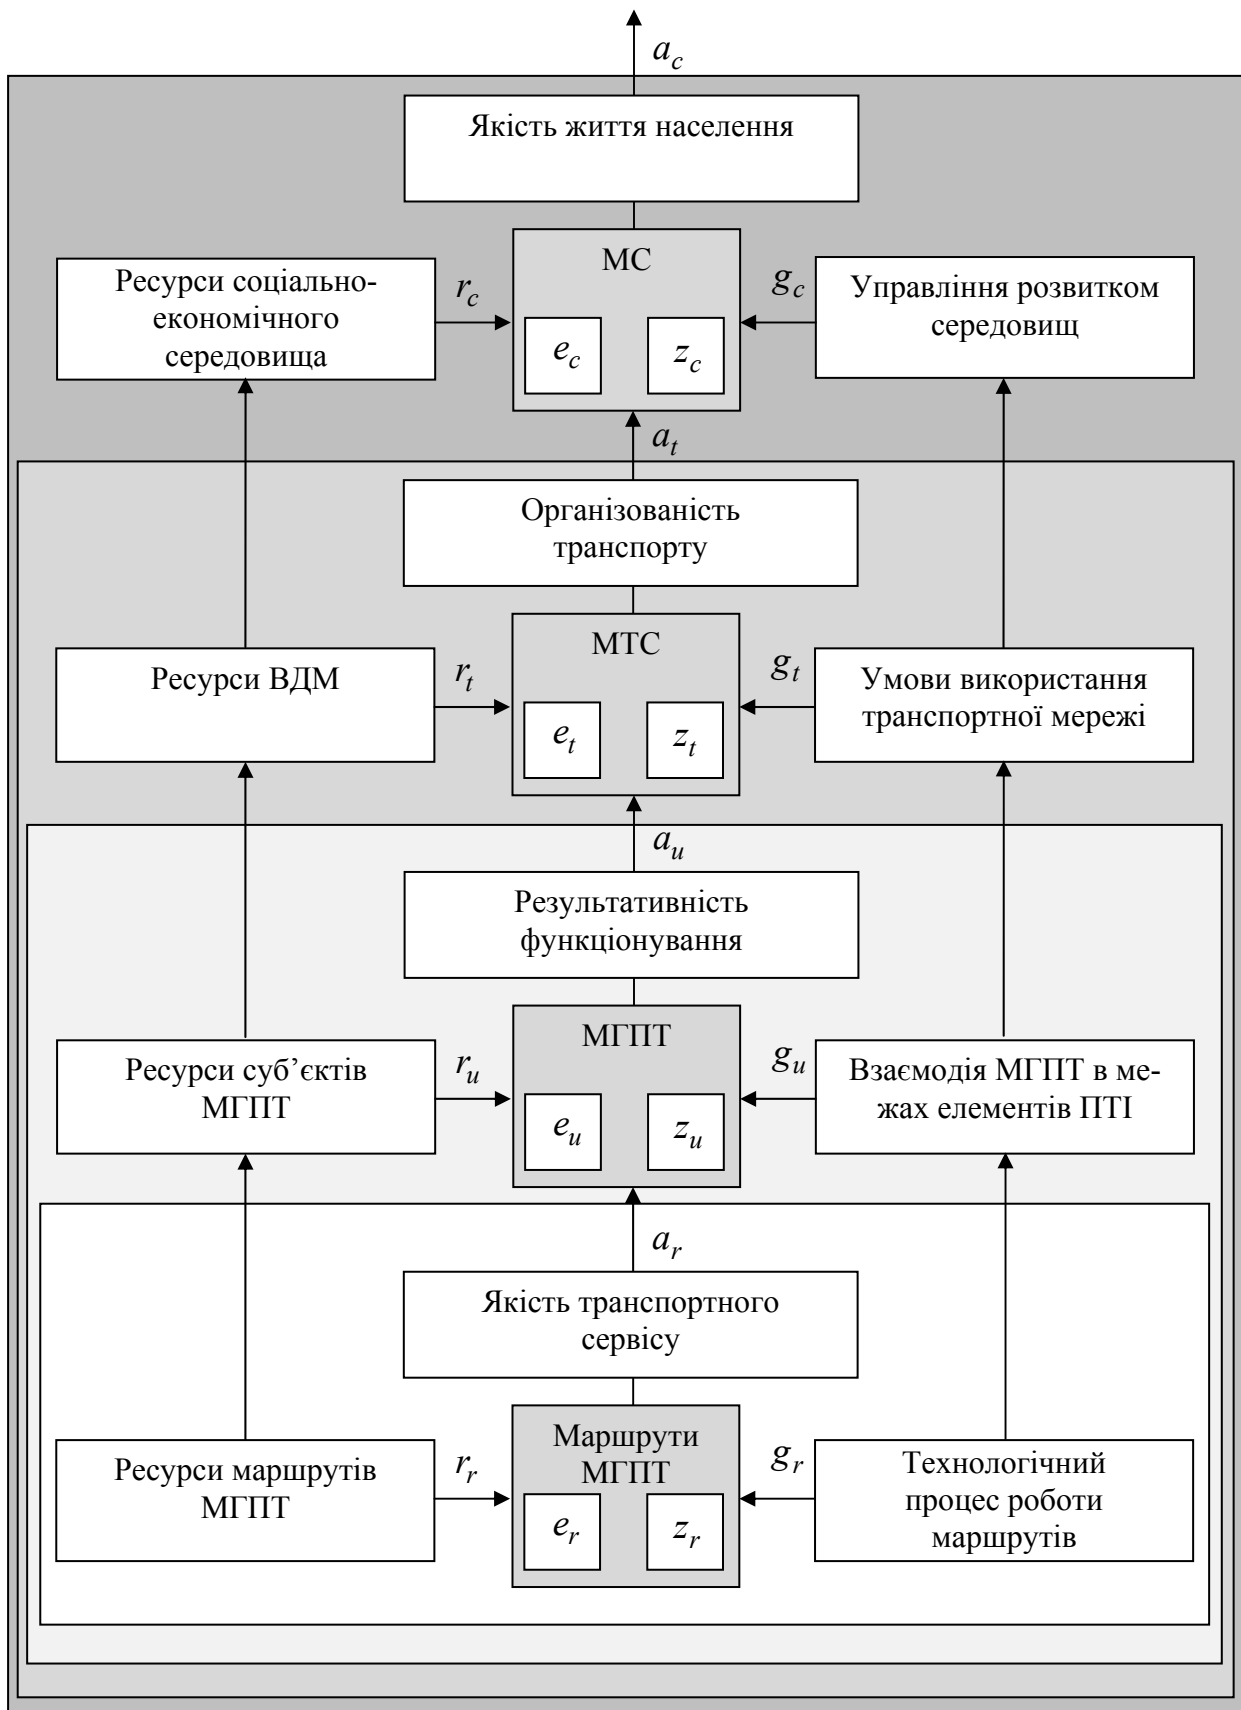 a_c
Якість життя населення
МС
Ресурси соціально-
економічного
середовища
r_c
g_c
Управління розвитком
середовищ
e_c
z_c
a_t
Організованість
транспорту
МТС
Ресурси ВДМ
r_t
g_t
Умови використання
транспортної мережі
e_t
z_t
a_u
Результативність
функціонування
МГПТ
Ресурси суб’єктів
МГПТ
r_u
g_u
Взаємодія МГПТ в ме-
жах елементів ПТІ
e_u
z_u
a_r
Якість транспортного
сервісу
Маршрути
МГПТ
Ресурси маршрутів
МГПТ
r_r
g_r
Технологічний
процес роботи
маршрутів
e_r
z_r